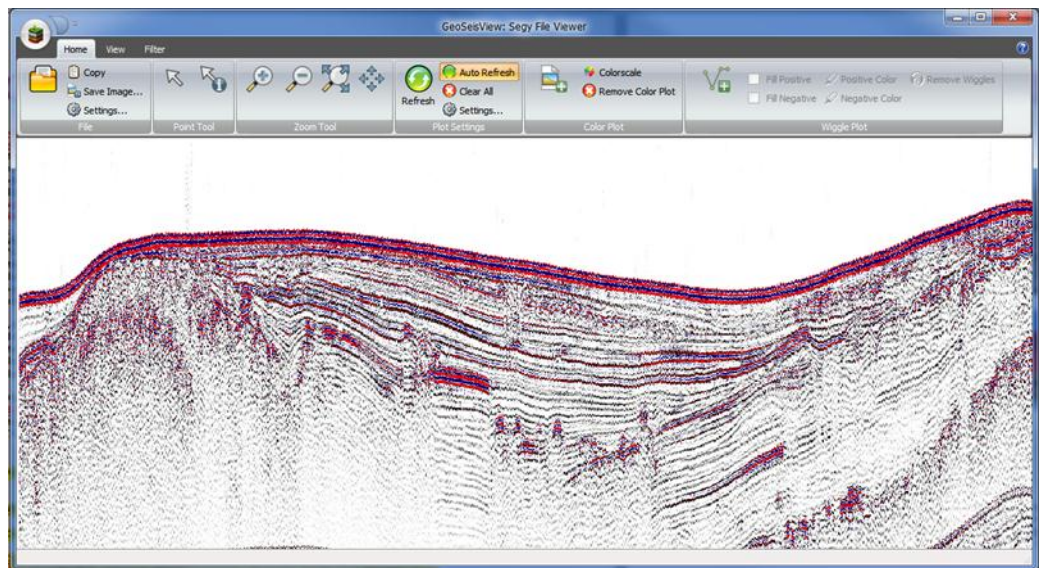 GeoSeisView: Segy File Viewer
Home View Filter
Copy
Save Image...
Settings...
File
Point Tool
Zoom Tool
Refresh
Auto Refresh
Clear All
Settings...
Plot Settings
Colorscale
Remove Color Plot
Color Plot
Fill Positive Positive Color Remove Wiggles
Fill Negative Negative Color
Wiggle Plot